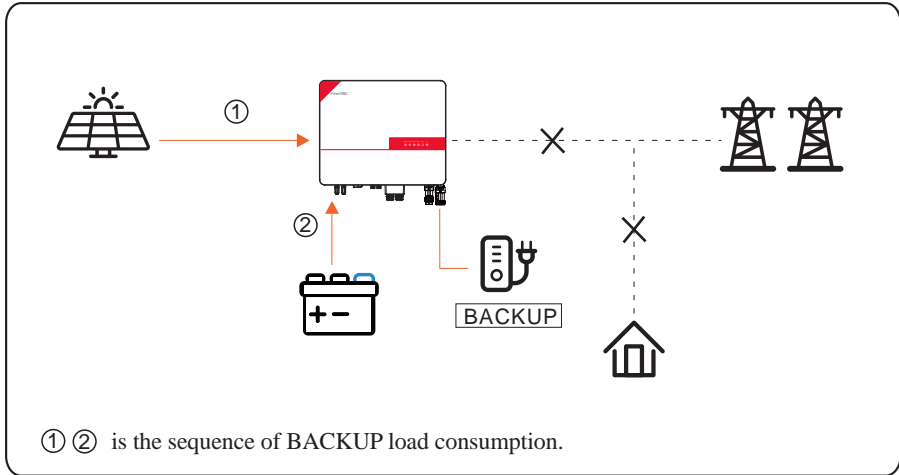 ①
②
+ −
BACKUP
① ② is the sequence of BACKUP load consumption.